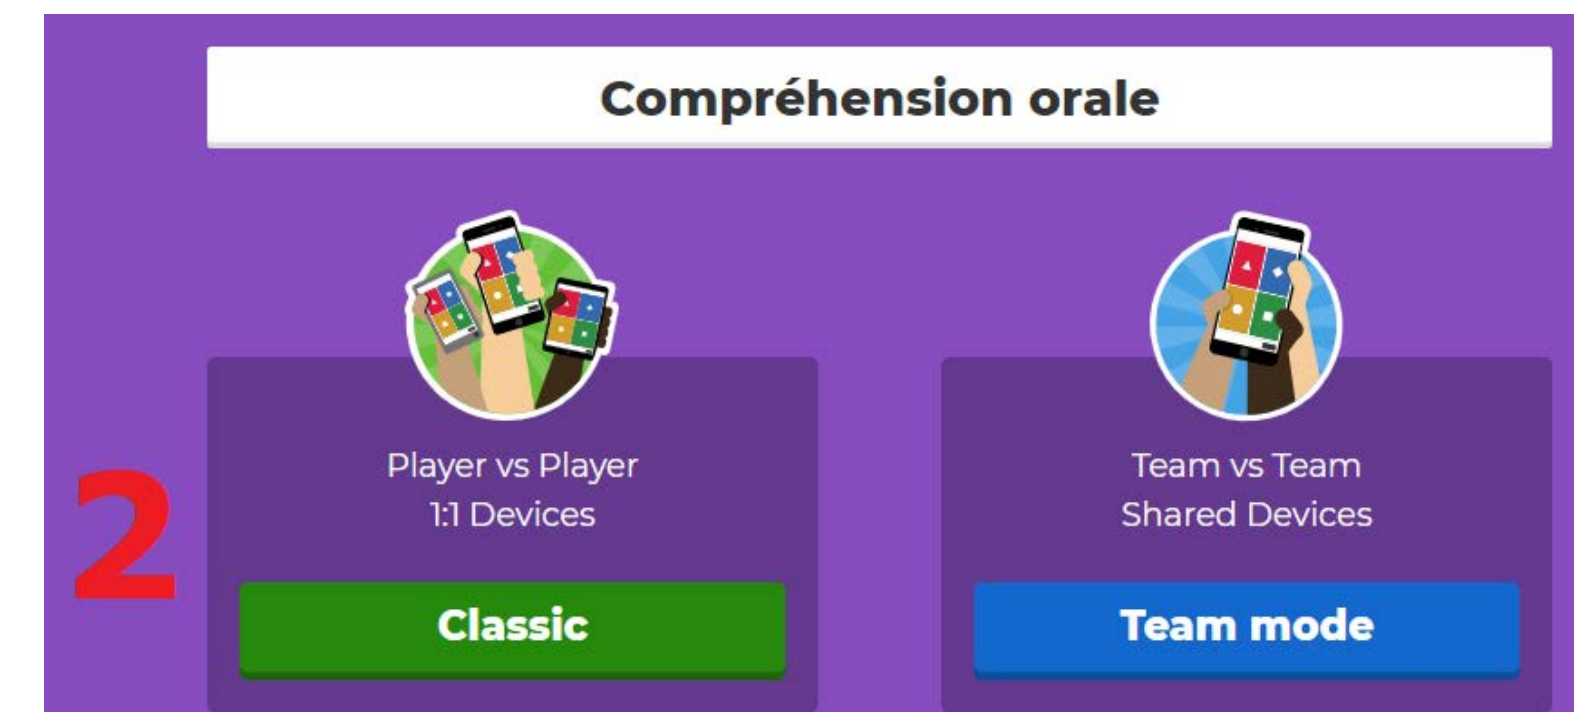 Compréhension orale
Player vs Player
1:1 Devices
Classic
Team vs Team
Shared Devices
Team mode
2